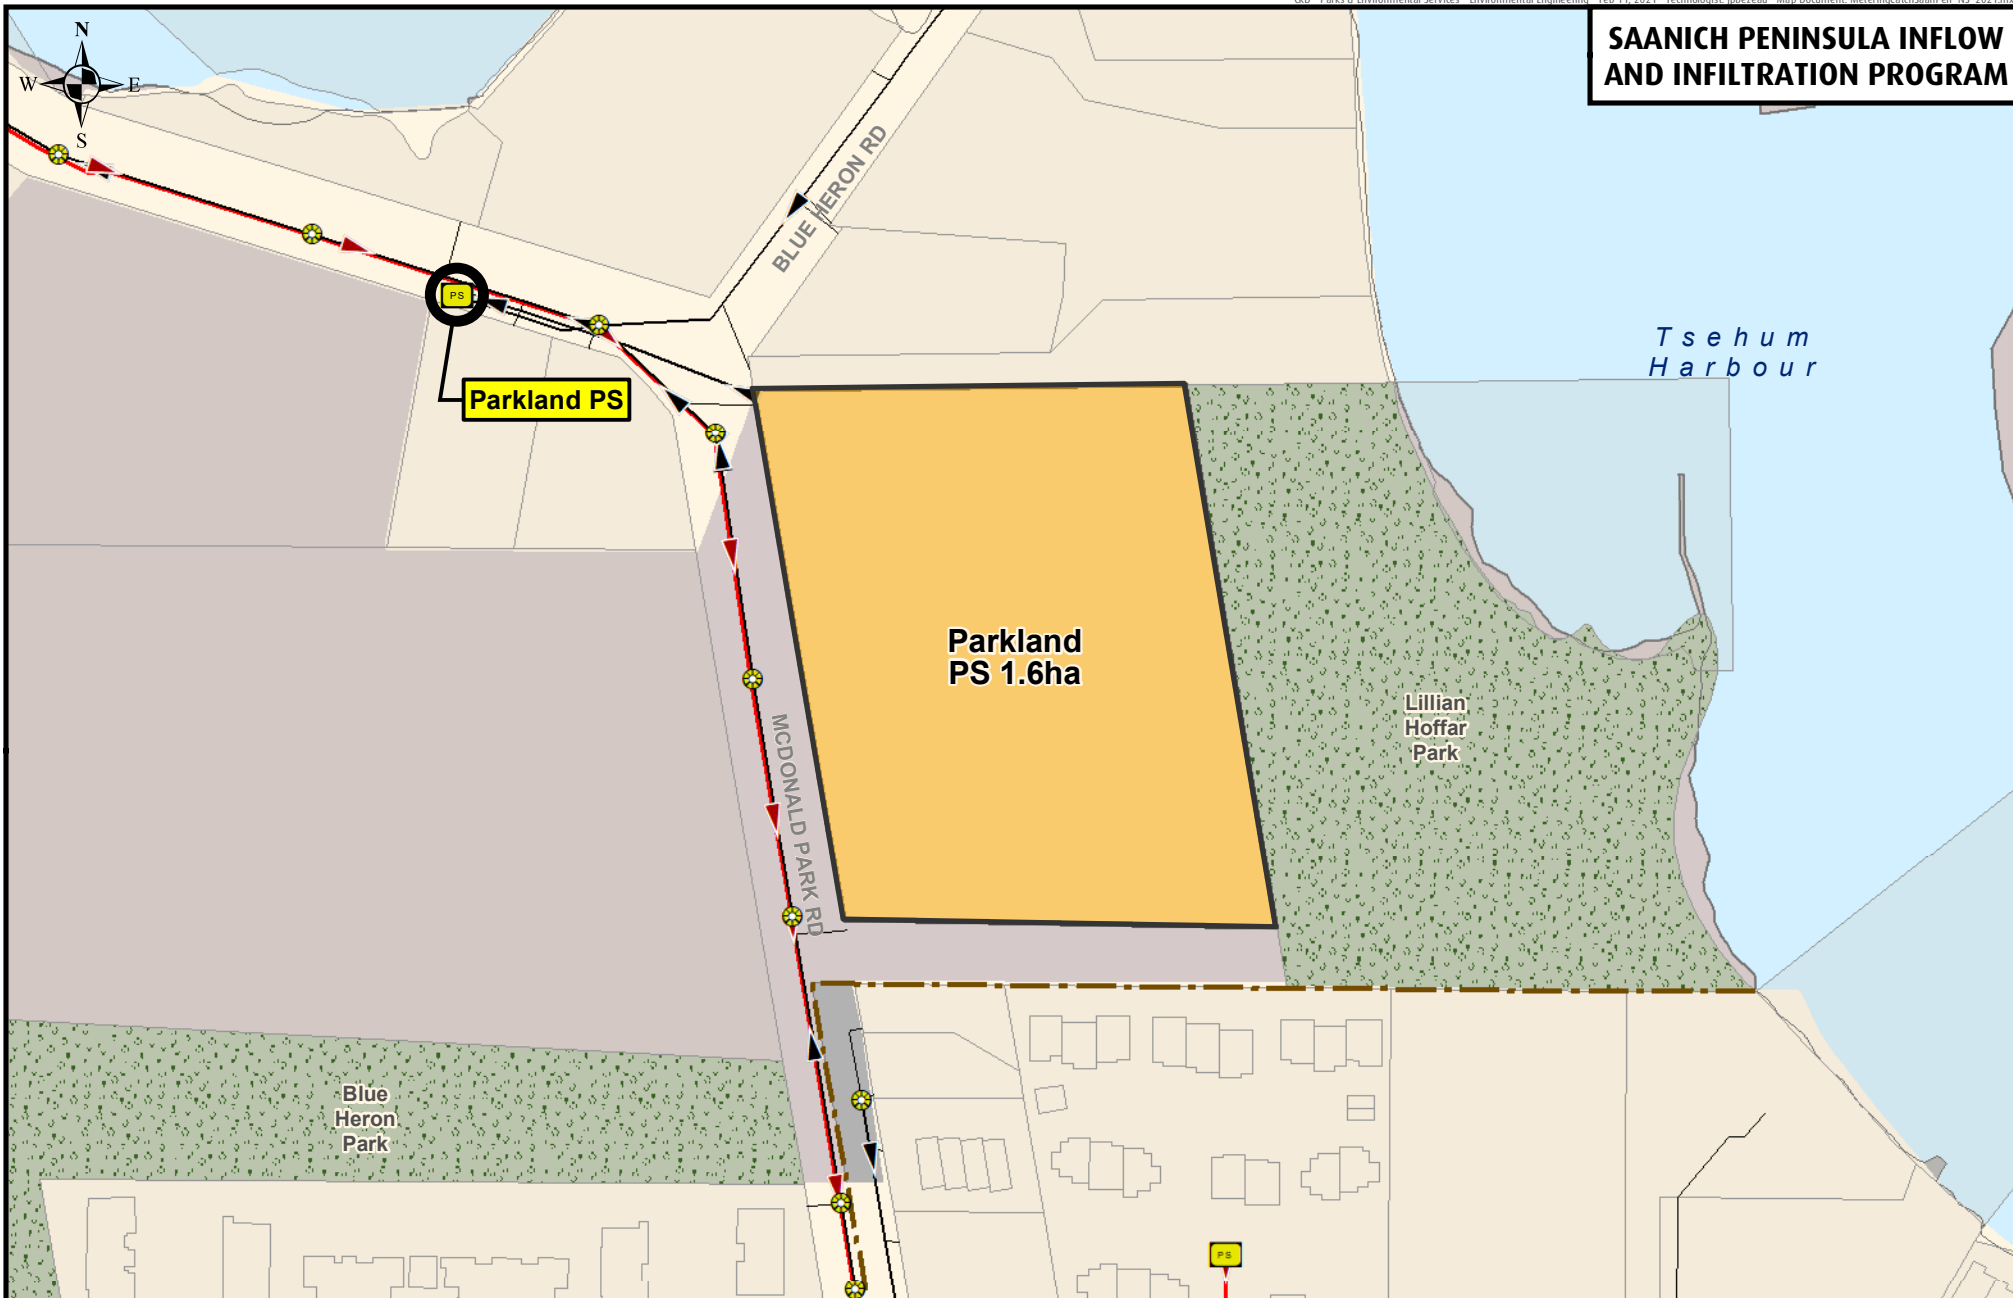 SAANICH PENINSULA INFLOW
AND INFILTRATION PROGRAM
N
W
E
S
BLUE HERON RD
PS
Parkland PS
Tsehum
Harbour
Parkland
PS 1.6ha
Lillian
Hoffar
Park
MCDONALD PARK RD
Blue
Heron
Park
PS